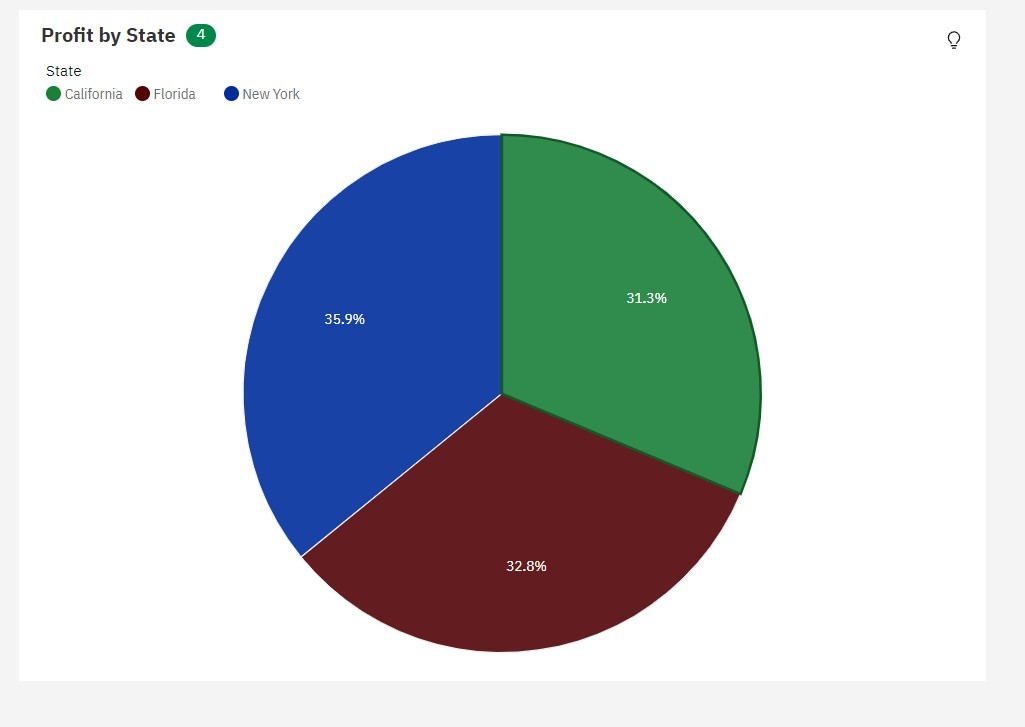 Profit by State 4
State
California Florida New York
31.3%
35.9%
32.8%